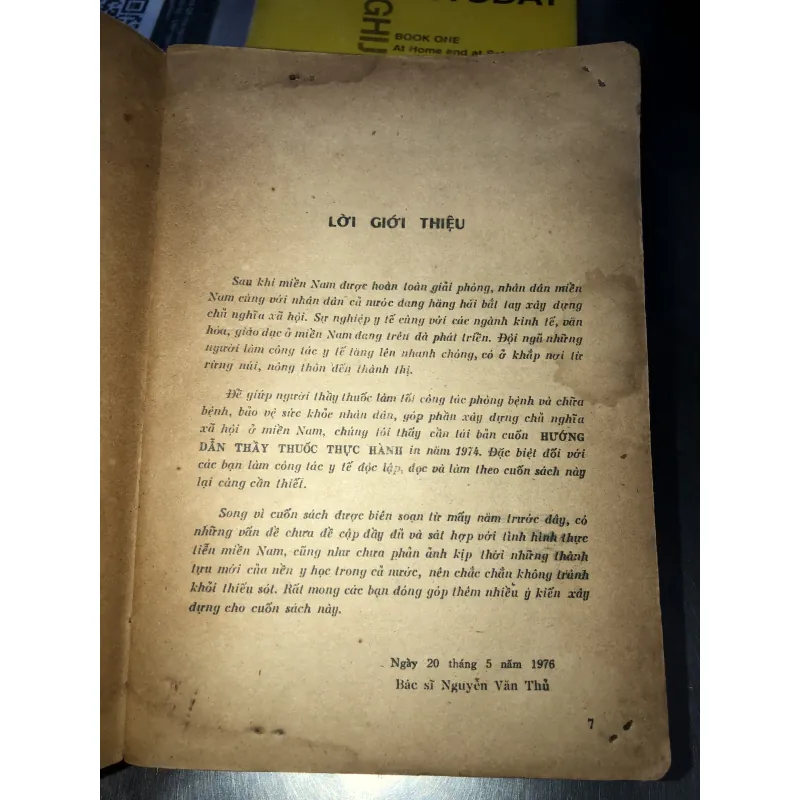 TODAY
GHIJ
BOOK ONE
At Home and at
LỜI GIỚI THIỆU
Sau khi miền Nam được hoàn toàn giải phóng, nhân dân miền
Nam cùng với nhân dân cả nước đang hăng hái bắt tay xây dựng
chủ nghĩa xã hội. Sự nghiệp y tế cùng với các ngành kinh tế, văn
hóa, giáo dục ở miền Nam đang trên đà phát triển. Đội ngũ những
người làm công tác y tế tăng lên nhanh chóng, có ở khắp nơi từ
rừng núi, nông thôn đến thành thị.
Để giúp người thầy thuốc làm tốt công tác phòng bệnh và chữa
bệnh, bảo vệ sức khỏe nhân dân, góp phần xây dựng chủ nghĩa
xã hội ở miền Nam, chúng tôi thấy cần tái bản cuốn HƯỚNG
DẪN THẦY THUỐC THỰC HÀNH in năm 1974. Đặc biệt đối với
các bạn làm công tác y tế độc lập, đọc và làm theo cuốn sách này
lại càng cần thiết.
Song vì cuốn sách được biên soạn từ mấy năm trước đây, có
những vấn đề chưa đề cập đầy đủ và sát hợp với tình hình thực
tiễn miền Nam, cũng như chưa phản ảnh kịp thời những thành
tựu mới của nền y học trong cả nước, nên chắc chắn không tránh
khỏi thiếu sót. Rất mong các bạn đóng góp thêm nhiều ý kiến xây
dựng cho cuốn sách này.
Ngày 20 tháng 5 năm 1976
Bác sĩ Nguyễn Văn Thủ
7